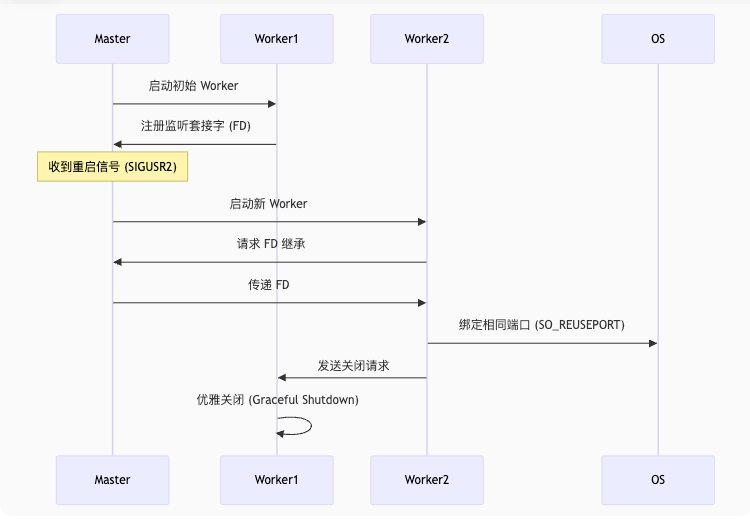 Master Worker1 Worker2 OS
启动初始 Worker
注册监听套接字 (FD)
收到重启信号 (SIGUSR2)
启动新 Worker
请求 FD 继承
传递 FD
绑定相同端口 (SO_REUSEPORT)
发送关闭请求
优雅关闭 (Graceful Shutdown)
Master Worker1 Worker2 OS